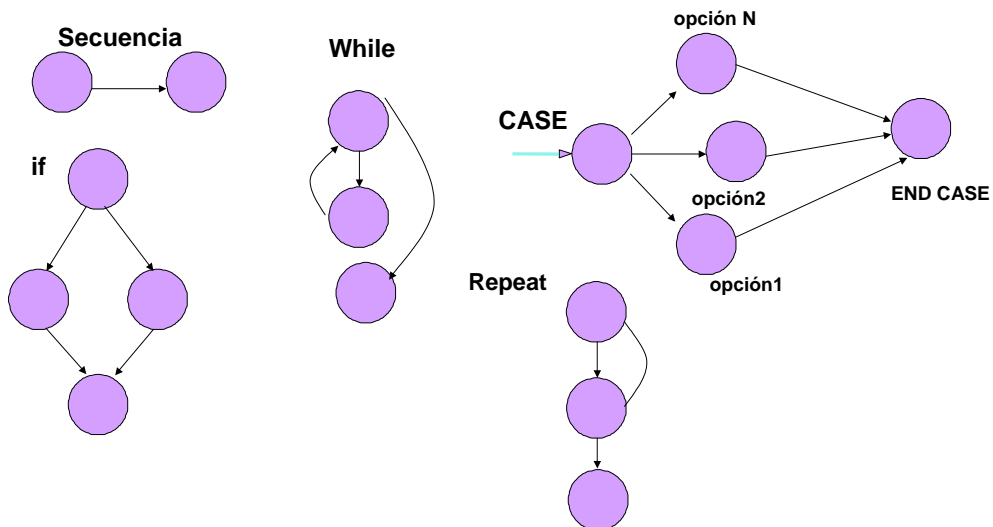 Secuencia
While
opción N
CASE
if
opción2
END CASE
opción1
Repeat